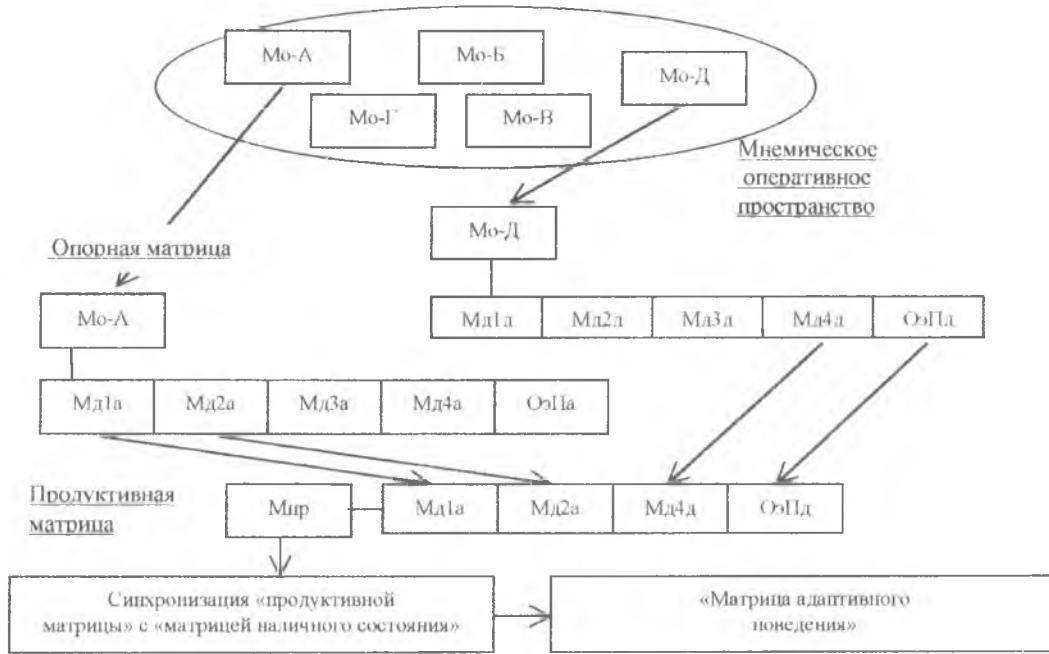 Мо-А
Мо-Б
Мо-Д
Мо-Г
Мо-В
Мнемическое
оперативное
пространство
Мо-Д
Опорная матрица
Мо-А
Мд1д Мд2д Мд3д Мд4д ОэПд
Мд1а Мд2а Мд3а Мд4а ОэПа
Продуктивная
матрица
Мпр
Мд1а Мд2а Мд4д ОэПд
Синхронизация «продуктивной
матрицы» с «матрицей наличного состояния»
«Матрица адаптивного
поведения»